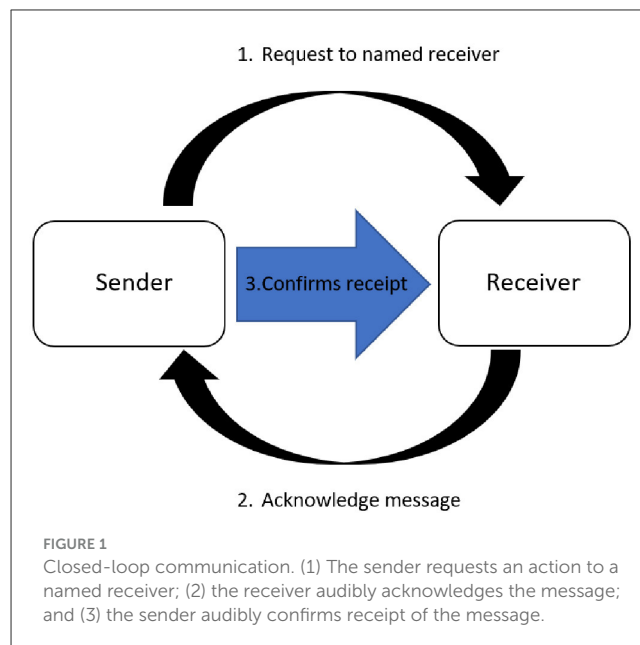 1. Request to named receiver
Sender
3.Confirms receipt
Receiver
2. Acknowledge message
FIGURE 1
Closed-loop communication. (1) The sender requests an action to a
named receiver; (2) the receiver audibly acknowledges the message;
and (3) the sender audibly confirms receipt of the message.